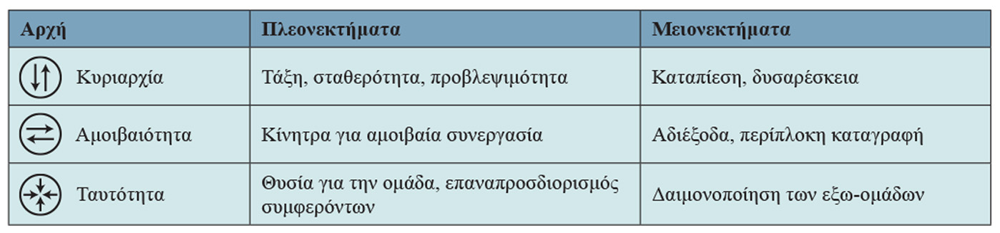 Αρχή Πλεονεκτήματα Μειονεκτήματα
Κυριαρχία Τάξη, σταθερότητα, προβλεψιμότητα Καταπίεση, δυσαρέσκεια
Αμοιβαιότητα Κίνητρα για αμοιβαία συνεργασία Αδιέξοδα, περίπλοκη καταγραφή
Ταυτότητα Θυσία για την ομάδα, επαναπροσδιορισμός
συμφερόντων Δαιμονοποίηση των εξω-ομάδων